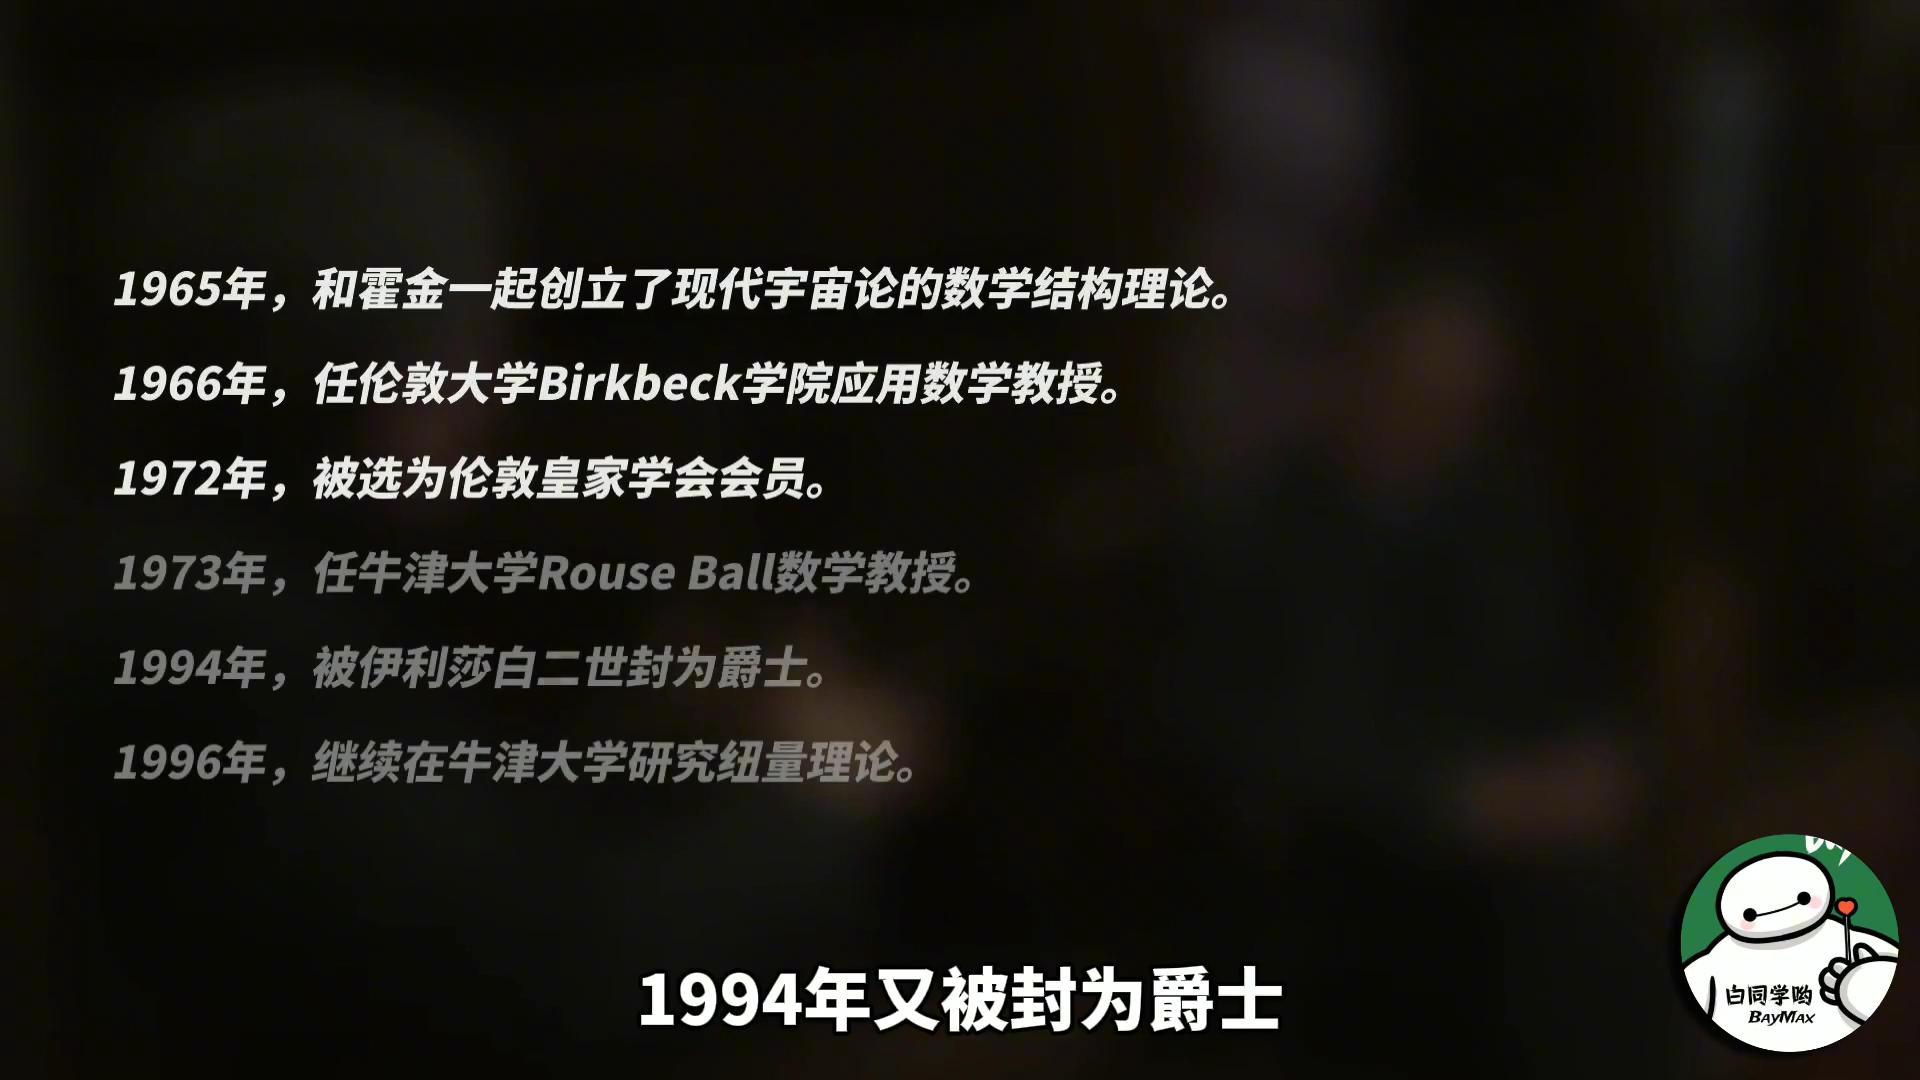 1965年，和霍金一起创立了现代宇宙论的数学结构理论。
1966年，任伦敦大学Birkbeck学院应用数学教授。
1972年，被选为伦敦皇家学会会员。
1973年，任牛津大学Rouse Ball数学教授。
1994年，被伊利莎白二世封为爵士。
1996年，继续在牛津大学研究纽量理论。
1994年又被封为爵士
白同学哟
BAYMAX